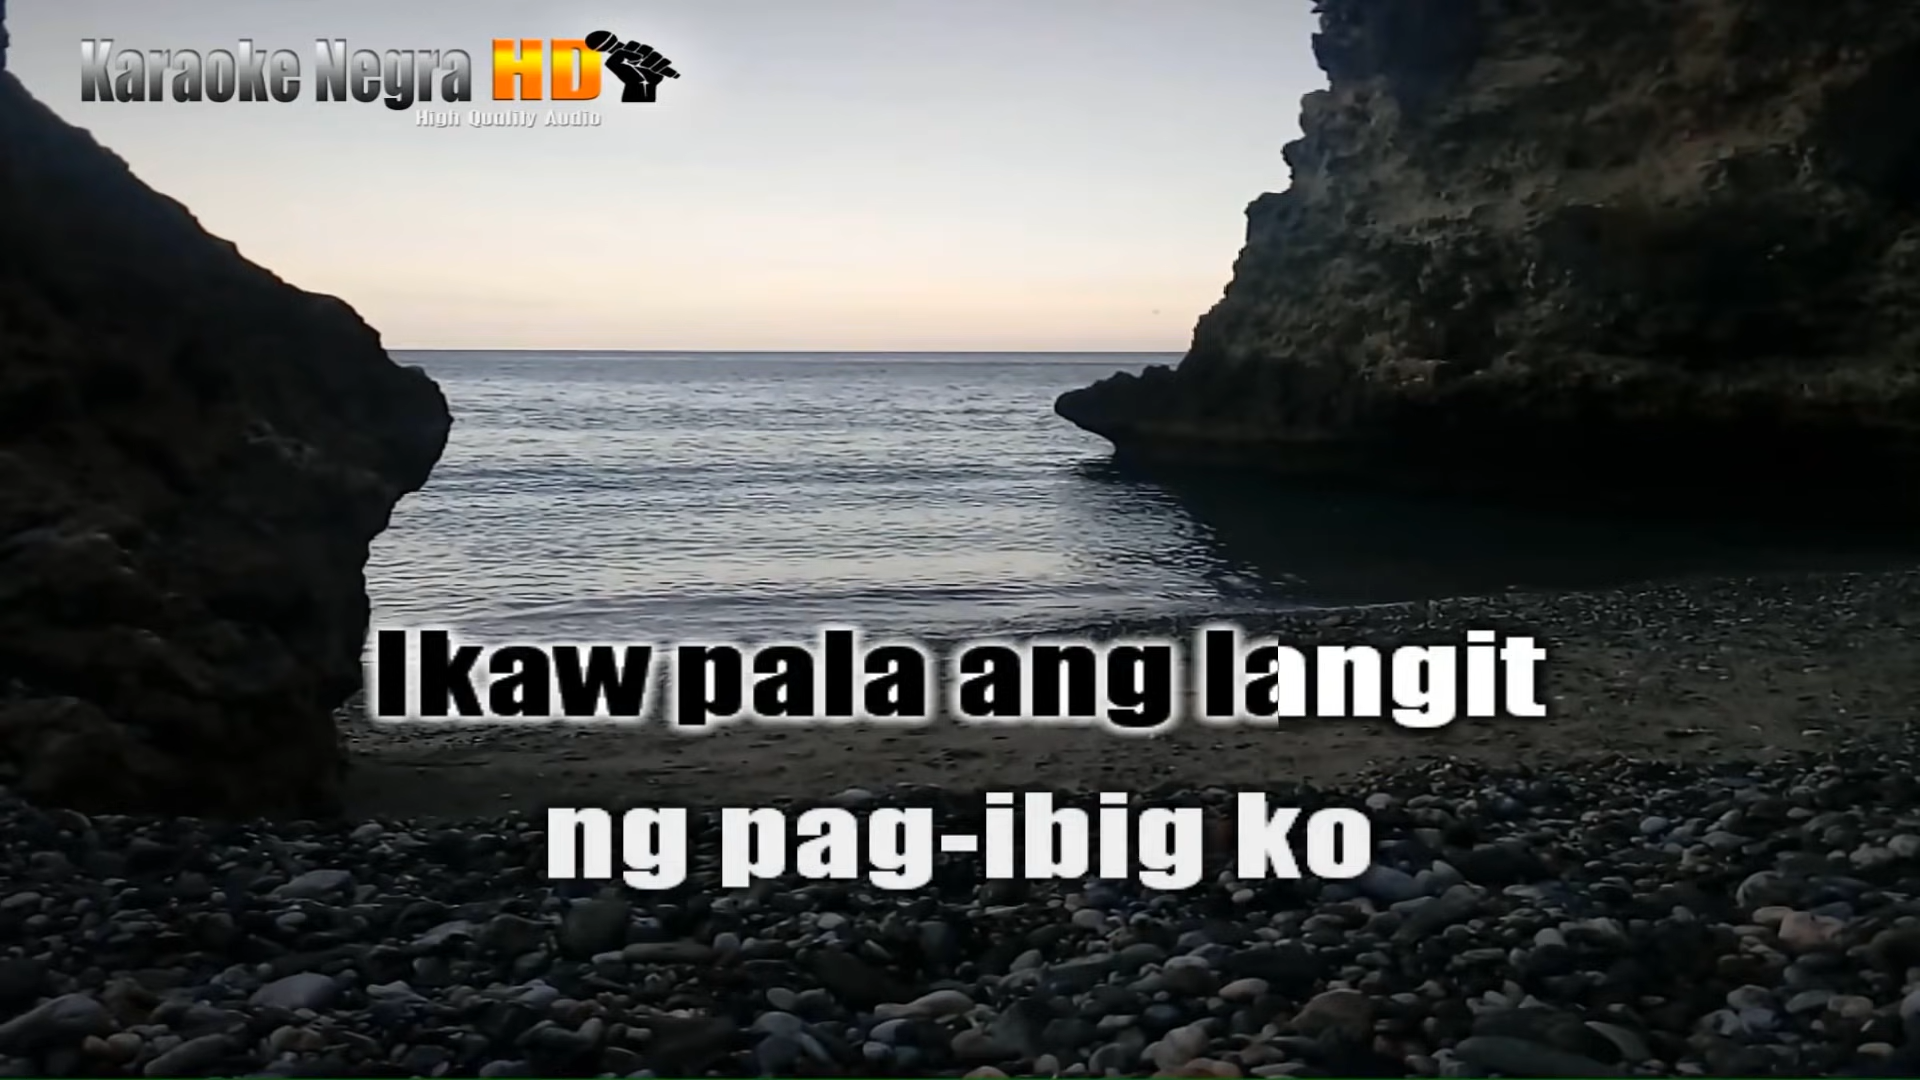 Karaoke Negra HD
High Quality Audio
Ikaw pala ang langit
ng pag-ibig ko